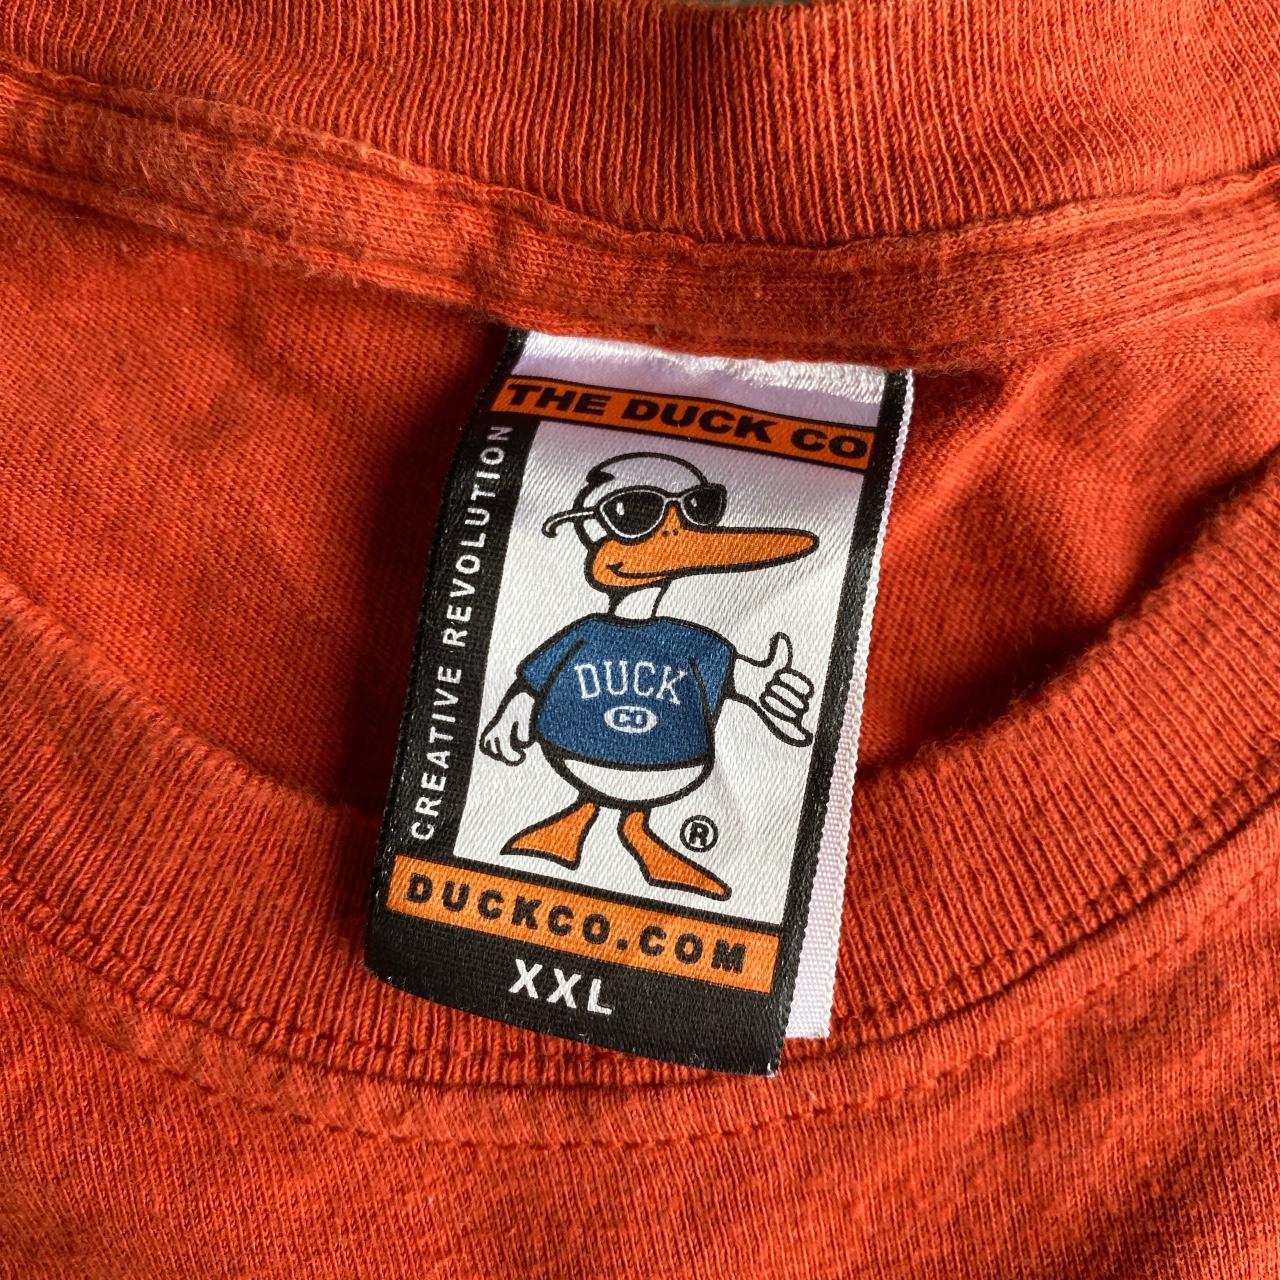 THE DUCK CO
CREATIVE REVOLUTION
DUCK
CO
®
DUCKCO.COM
XXL